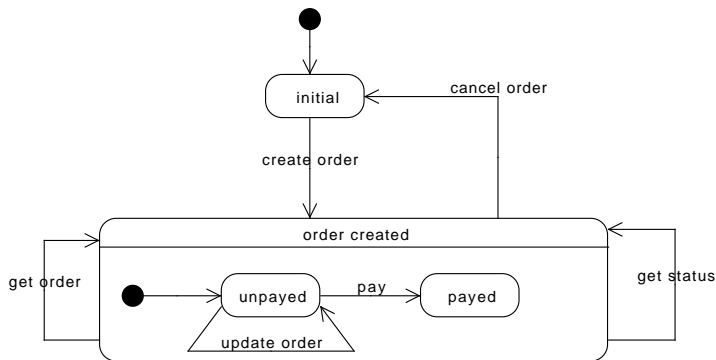 initial
cancel order
create order
order created
get order
get status
unpayed
pay
payed
update order